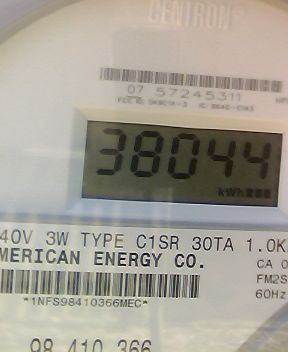 CENTRON®
07 57245311
38044
kWh
40V 3W TYPE C1SR 30TA 1.0K
MERICAN ENERGY CO.
CA 0
FM2S
60Hz
*1NFS98410366MEC*
98 410 366